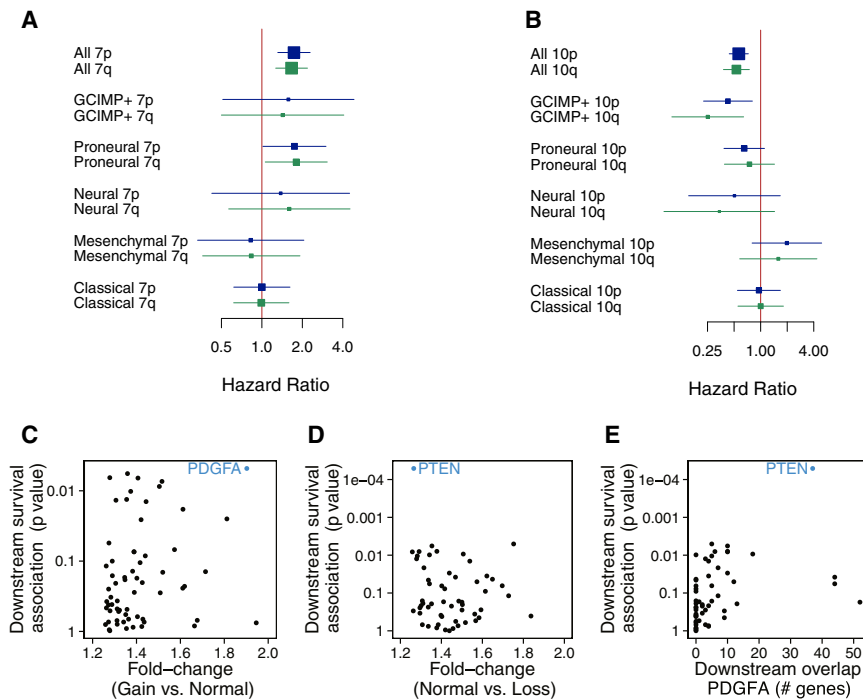 A
All 7p
All 7q
GCIMP+ 7p
GCIMP+ 7q
Proneural 7p
Proneural 7q
Neural 7p
Neural 7q
Mesenchymal 7p
Mesenchymal 7q
Classical 7p
Classical 7q
0.5 1.0 2.0 4.0
Hazard Ratio
B
All 10p
All 10q
GCIMP+ 10p
GCIMP+ 10q
Proneural 10p
Proneural 10q
Neural 10p
Neural 10q
Mesenchymal 10p
Mesenchymal 10q
Classical 10p
Classical 10q
0.25 1.00 4.00
Hazard Ratio
C
Downstream survival
association (p value)
0.01
0.1
1
PDGFA
1.2 1.4 1.6 1.8 2.0
Fold–change
(Gain vs. Normal)
D
Downstream survival
association (p value)
1e−04
0.001
0.01
0.1
1
PTEN
1.2 1.4 1.6 1.8 2.0
Fold–change
(Normal vs. Loss)
E
Downstream survival
association (p value)
1e−04
0.001
0.01
0.1
1
PTEN
0 10 20 30 40 50
Downstream overlap
PDGFA (# genes)